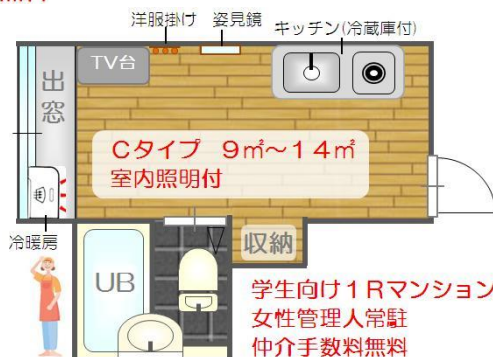 洋服掛け 姿見鏡 キッチン(冷蔵庫付)
TV台
出窓
Cタイプ 9㎡～14㎡
室内照明付
冷暖房
収納
UB
学生向け1Rマンション
女性管理人常駐
仲介手数料無料